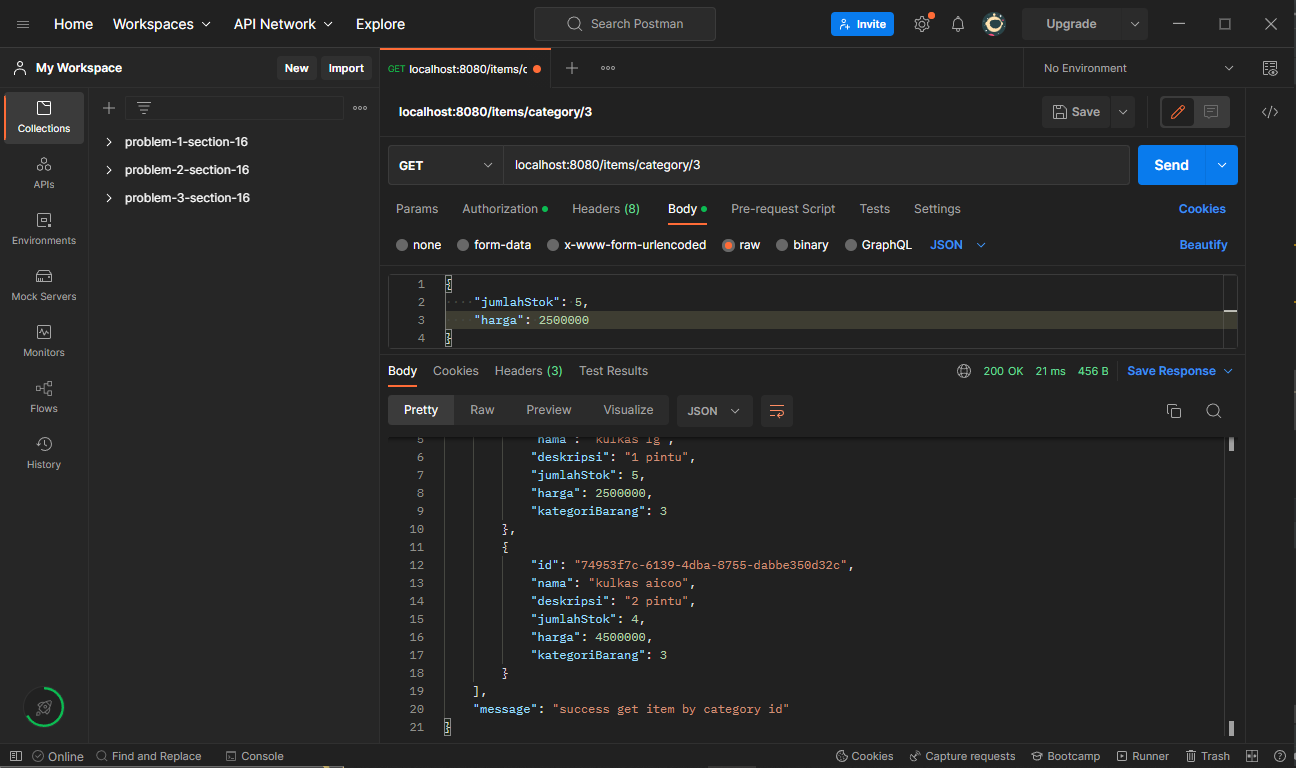 Home Workspaces API Network Explore Search Postman Invite Upgrade
My Workspace New Import GET localhost:8080/items/c No Environment
localhost:8080/items/category/3 Save
Collections
APIs
Environments
Mock Servers
Monitors
Flows
History
problem-1-section-16
problem-2-section-16
problem-3-section-16
GET localhost:8080/items/category/3 Send
Params Authorization Headers (8) Body Pre-request Script Tests Settings Cookies
none form-data x-www-form-urlencoded raw binary GraphQL JSON Beautify
1 {
2 "jumlahStok": 5,
3 "harga": 2500000
4 }
Body Cookies Headers (3) Test Results 200 OK 21 ms 456 B Save Response
Pretty Raw Preview Visualize JSON
5 "nama": "kulkas lg",
6 "deskripsi": "1 pintu",
7 "jumlahStok": 5,
8 "harga": 2500000,
9 "kategoriBarang": 3
10 },
11 {
12 "id": "74953f7c-6139-4dba-8755-dabbe350d32c",
13 "nama": "kulkas aicoo",
14 "deskripsi": "2 pintu",
15 "jumlahStok": 4,
16 "harga": 4500000,
17 "kategoriBarang": 3
18 }
19 ],
20 "message": "success get item by category id"
21 }
Online Find and Replace Console Cookies Capture requests Bootcamp Runner Trash